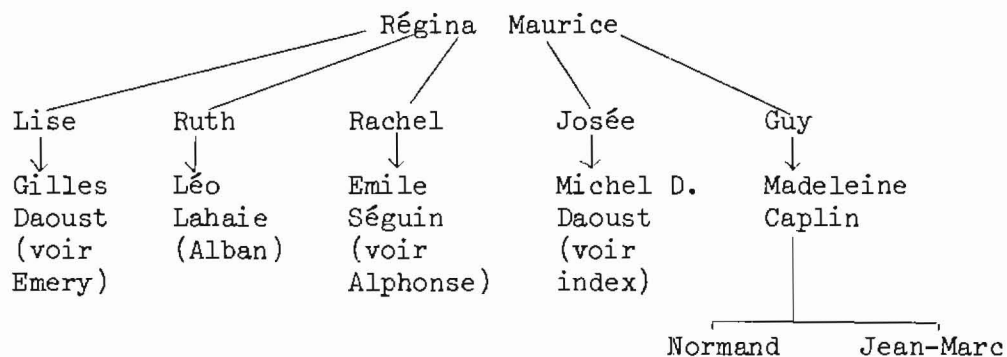 Régina Maurice
Lise Ruth Rachel Josée Guy
Gilles Léo Emile Michel D. Madeleine
Daoust Lahaie Séguin Daoust Caplin
(voir (Alban) (voir (voir
Emery) Alphonse) index)
Normand Jean-Marc